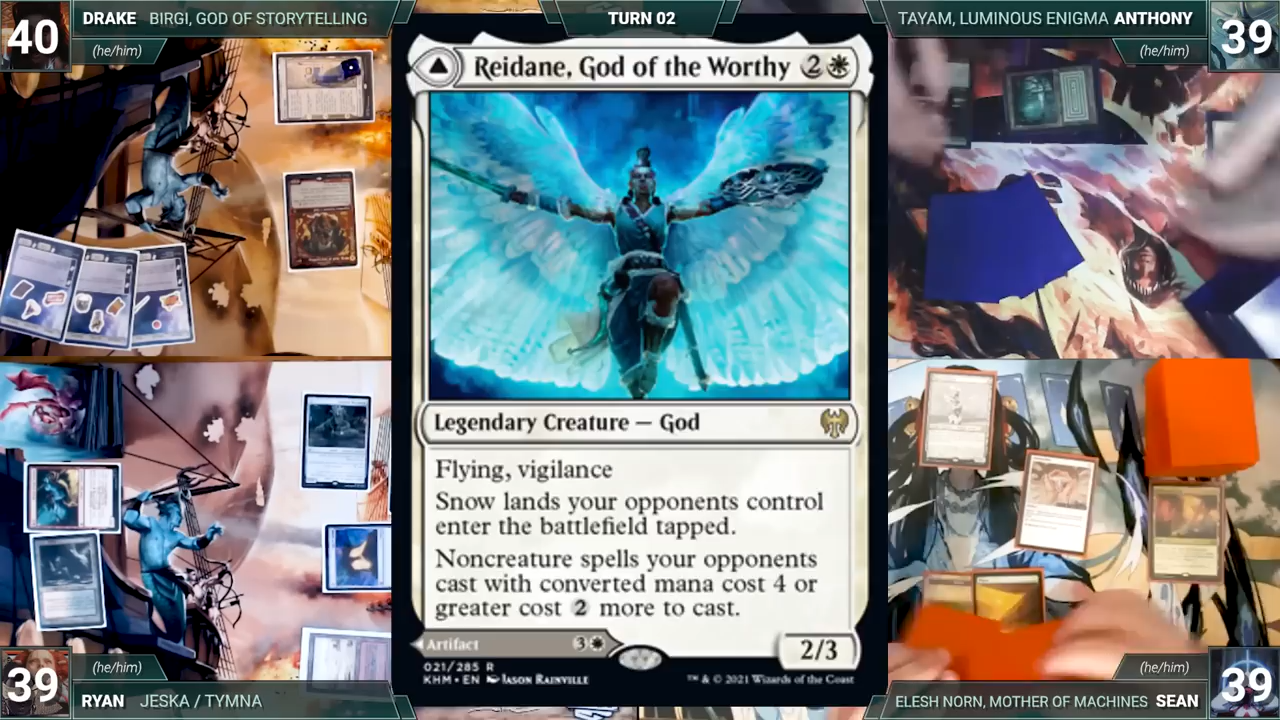 40
DRAKE BIRGI, GOD OF STORYTELLING
(he/him)
TURN 02
TAYAM, LUMINOUS ENIGMA ANTHONY
(he/him)
39
Reidane, God of the Worthy 2
Legendary Creature — God
Flying, vigilance
Snow lands your opponents control
enter the battlefield tapped.
Noncreature spells your opponents
cast with converted mana cost 4 or
greater cost 2 more to cast.
Artifact 3
2/3
021/285 R
KHM • EN JASON RAINVILLE
™ & © 2021 Wizards of the Coast
39
(he/him)
RYAN JESKA / TYMNA
(he/him)
ELESH NORN, MOTHER OF MACHINES SEAN
39